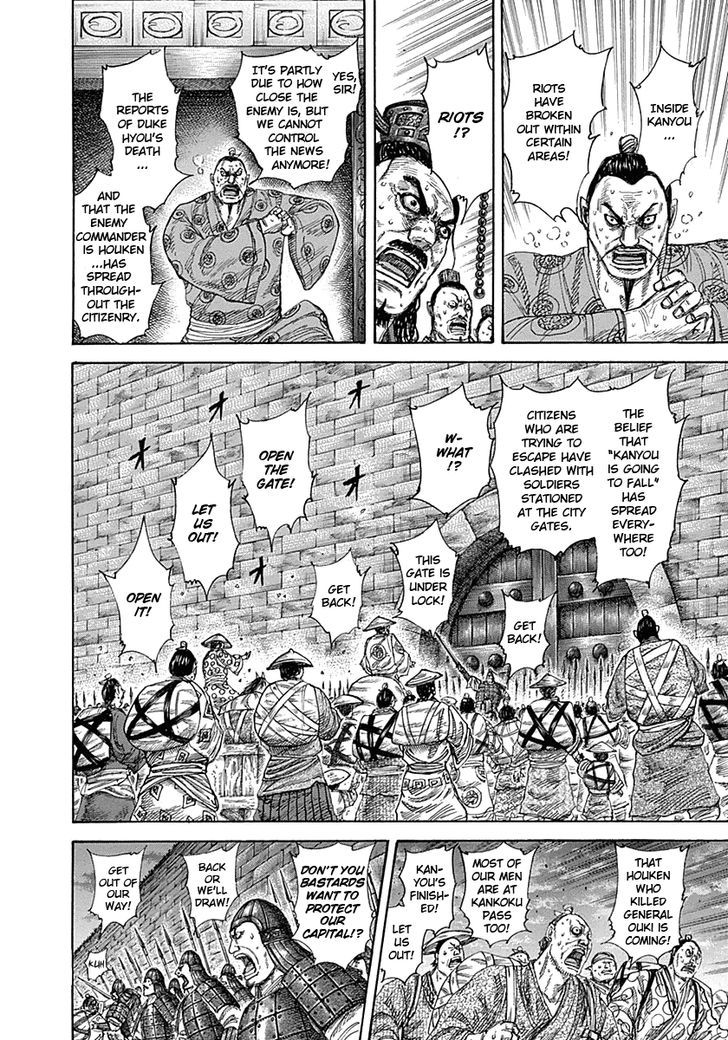 INSIDE
KANYOU
...
RIOTS
HAVE
BROKEN
OUT WITHIN
CERTAIN
AREAS!
RIOTS
!?
YES,
SIR!
IT'S PARTLY
DUE TO HOW
CLOSE THE
ENEMY IS, BUT
WE CANNOT
CONTROL
THE NEWS
ANYMORE!
THE
REPORTS
OF DUKE
HYOU'S
DEATH
...
AND
THAT THE
ENEMY
COMMANDER
IS HOUKEN
...HAS
SPREAD
THROUGH-
OUT THE
CITIZENRY.
THE
BELIEF
THAT
"KANYOU
IS GOING
TO FALL"
HAS
SPREAD
EVERY-
WHERE
TOO!
CITIZENS
WHO ARE
TRYING TO
ESCAPE HAVE
CLASHED WITH
SOLDIERS
STATIONED
AT THE CITY
GATES.
W-
WHAT
!?
OPEN
THE
GATE!
LET
US
OUT!
OPEN
IT!
GET
BACK!
THIS
GATE IS
UNDER
LOCK!
GET
BACK!
オ
オ
オ
オ
THAT
HOUKEN
WHO
KILLED
GENERAL
OUKI IS
COMING!
MOST OF
OUR MEN
ARE AT
KANKOKU
PASS
TOO!
KAN-
YOU'S
FINISH-
ED!
LET
US OUT!
DON'T YOU
BASTARDS
WANT TO
PROTECT
OUR
CAPITAL!?
BACK
OR
WE'LL
DRAW!
GET
OUT OF
OUR
WAY!
KUH